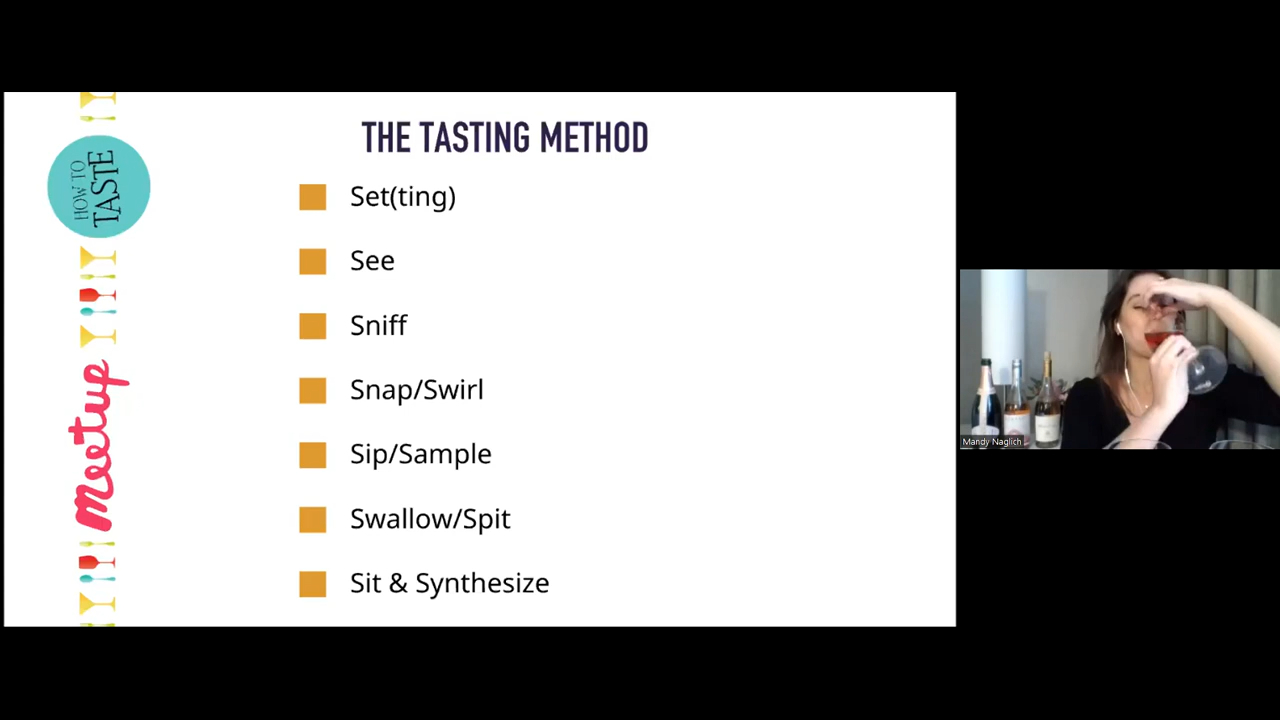 THE TASTING METHOD
HOW TO
TASTE
meetup
Set(ting)
See
Sniff
Snap/Swirl
Sip/Sample
Swallow/Spit
Sit & Synthesize
Mandy Naglich